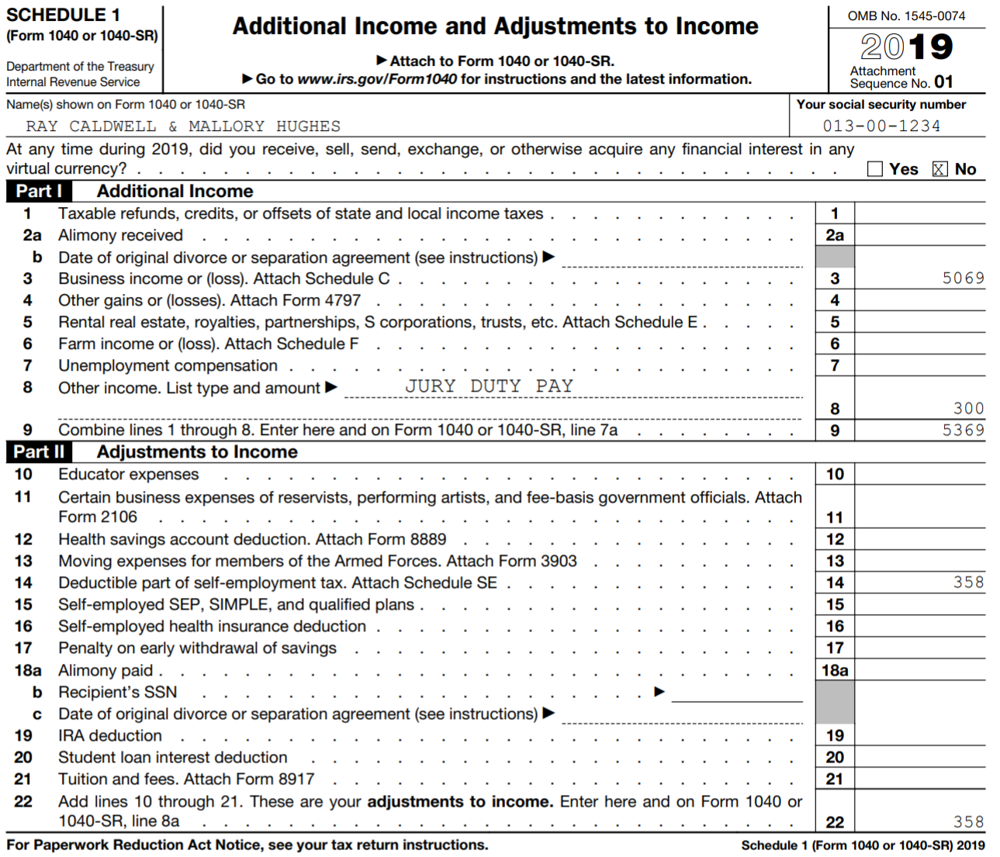 SCHEDULE 1
(Form 1040 or 1040-SR)
Department of the Treasury
Internal Revenue Service
Additional Income and Adjustments to Income
▶ Attach to Form 1040 or 1040-SR.
▶ Go to www.irs.gov/Form1040 for instructions and the latest information.
OMB No. 1545-0074
2019
Attachment
Sequence No. 01
Name(s) shown on Form 1040 or 1040-SR
RAY CALDWELL & MALLORY HUGHES
Your social security number
013-00-1234
At any time during 2019, did you receive, sell, send, exchange, or otherwise acquire any financial interest in any
virtual currency? . . . . . . . . . . . . . . . . . . . . . . . . . . . . . . . . . Yes X No
Part I Additional Income
1 Taxable refunds, credits, or offsets of state and local income taxes . . . . . . . . . . . . 1
2a Alimony received . . . . . . . . . . . . . . . . . . . . . . . . . . . . 2a
b Date of original divorce or separation agreement (see instructions) ▶
3 Business income or (loss). Attach Schedule C . . . . . . . . . . . . . . . . . . . 3 5069
4 Other gains or (losses). Attach Form 4797 . . . . . . . . . . . . . . . . . . . . 4
5 Rental real estate, royalties, partnerships, S corporations, trusts, etc. Attach Schedule E . . . . . 5
6 Farm income or (loss). Attach Schedule F . . . . . . . . . . . . . . . . . . . . 6
7 Unemployment compensation . . . . . . . . . . . . . . . . . . . . . . . . 7
8 Other income. List type and amount ▶ JURY DUTY PAY
8 300
9 Combine lines 1 through 8. Enter here and on Form 1040 or 1040-SR, line 7a . . . . . . . . 9 5369
Part II Adjustments to Income
10 Educator expenses . . . . . . . . . . . . . . . . . . . . . . . . . . . 10
11 Certain business expenses of reservists, performing artists, and fee-basis government officials. Attach
Form 2106 . . . . . . . . . . . . . . . . . . . . . . . . . . . . . . 11
12 Health savings account deduction. Attach Form 8889 . . . . . . . . . . . . . . . . 12
13 Moving expenses for members of the Armed Forces. Attach Form 3903 . . . . . . . . . . 13
14 Deductible part of self-employment tax. Attach Schedule SE . . . . . . . . . . . . . . 14 358
15 Self-employed SEP, SIMPLE, and qualified plans . . . . . . . . . . . . . . . . . . 15
16 Self-employed health insurance deduction . . . . . . . . . . . . . . . . . . . . 16
17 Penalty on early withdrawal of savings . . . . . . . . . . . . . . . . . . . . . 17
18a Alimony paid . . . . . . . . . . . . . . . . . . . . . . . . . . . . . . 18a
b Recipient's SSN . . . . . . . . . . . . . . . . . . . . . ▶
c Date of original divorce or separation agreement (see instructions) ▶
19 IRA deduction . . . . . . . . . . . . . . . . . . . . . . . . . . . . . 19
20 Student loan interest deduction . . . . . . . . . . . . . . . . . . . . . . . 20
21 Tuition and fees. Attach Form 8917 . . . . . . . . . . . . . . . . . . . . . . 21
22 Add lines 10 through 21. These are your adjustments to income. Enter here and on Form 1040 or
1040-SR, line 8a . . . . . . . . . . . . . . . . . . . . . . . . . . . . 22 358
For Paperwork Reduction Act Notice, see your tax return instructions.
Schedule 1 (Form 1040 or 1040-SR) 2019